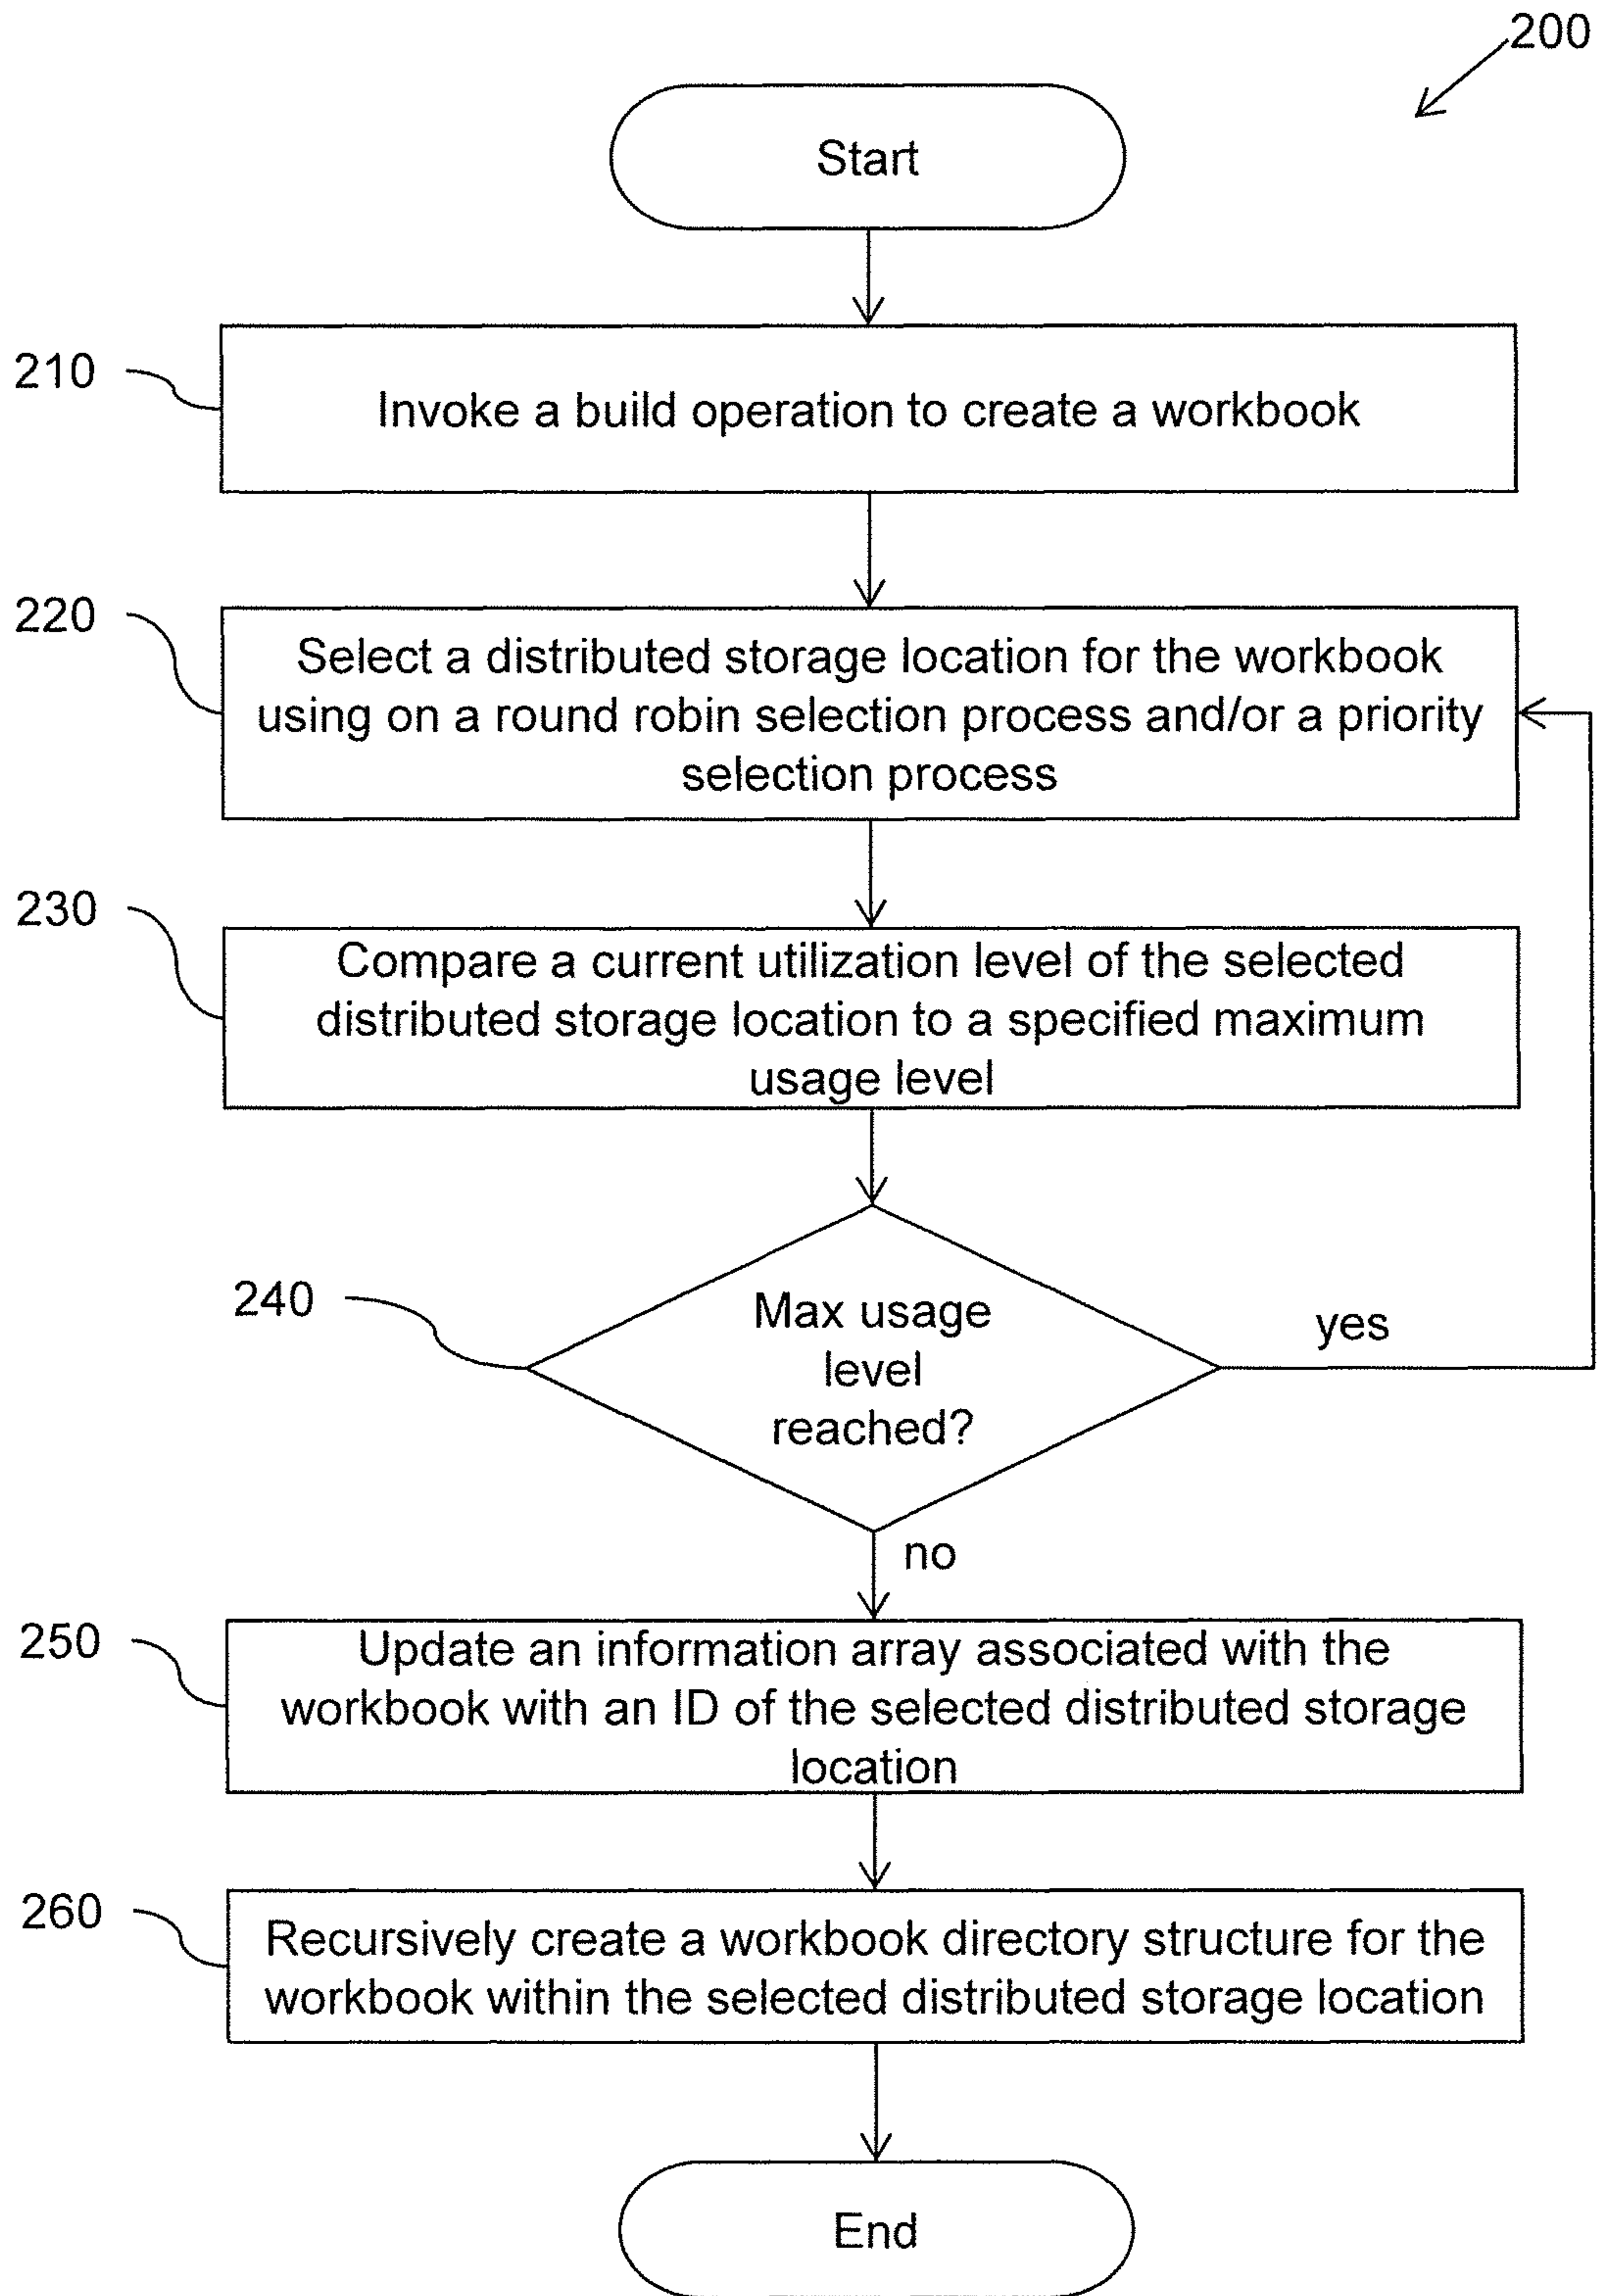 200
Start
210
Invoke a build operation to create a workbook
220
Select a distributed storage location for the workbook
using on a round robin selection process and/or a priority
selection process
230
Compare a current utilization level of the selected
distributed storage location to a specified maximum
usage level
240
Max usage
level
reached?
yes
no
250
Update an information array associated with the
workbook with an ID of the selected distributed storage
location
260
Recursively create a workbook directory structure for the
workbook within the selected distributed storage location
End